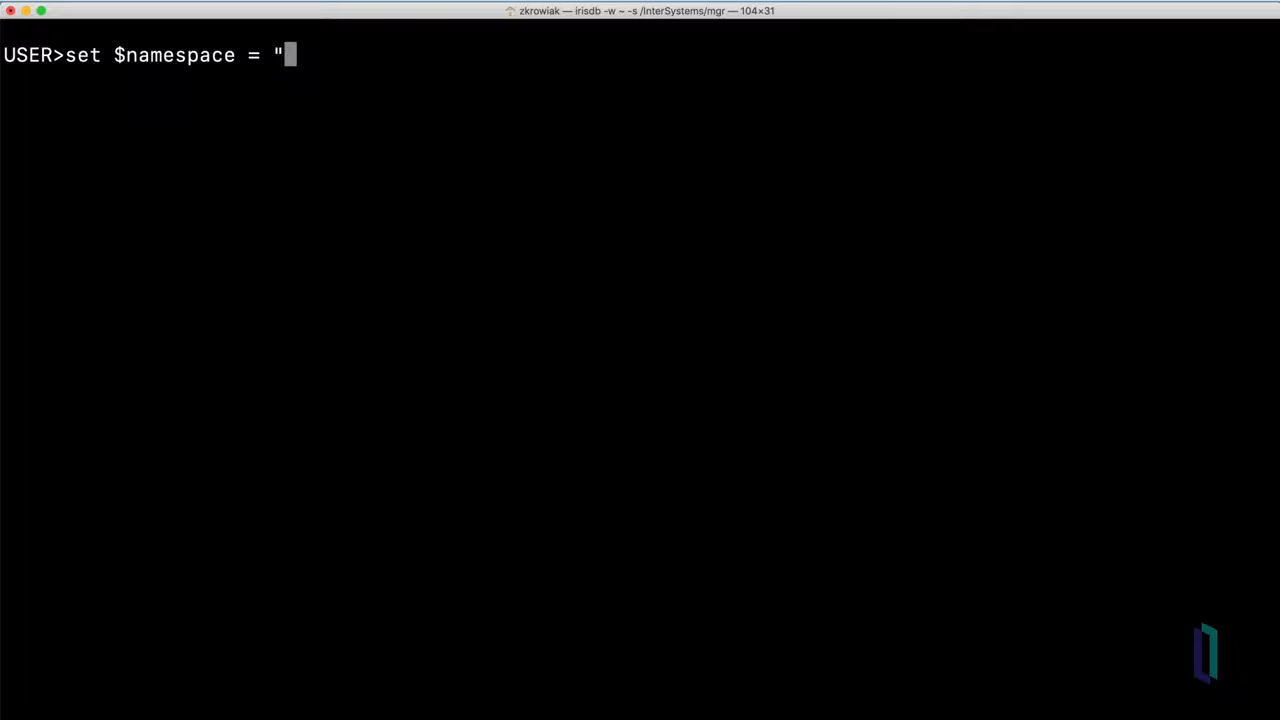 zkrowiak — irisdb -w ~ -s /InterSystems/mgr — 104×31
USER>set $namespace = "